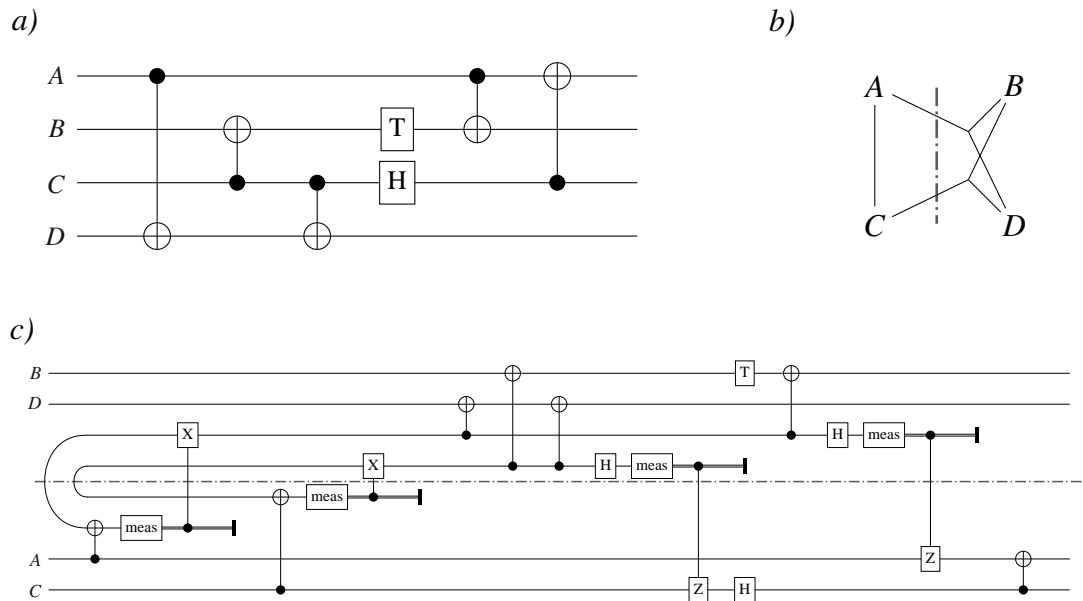 a)
A
B T
C H
D
b)
A B
C D
c)
B T
D
X H meas
X H meas
meas
meas
A Z
C Z H